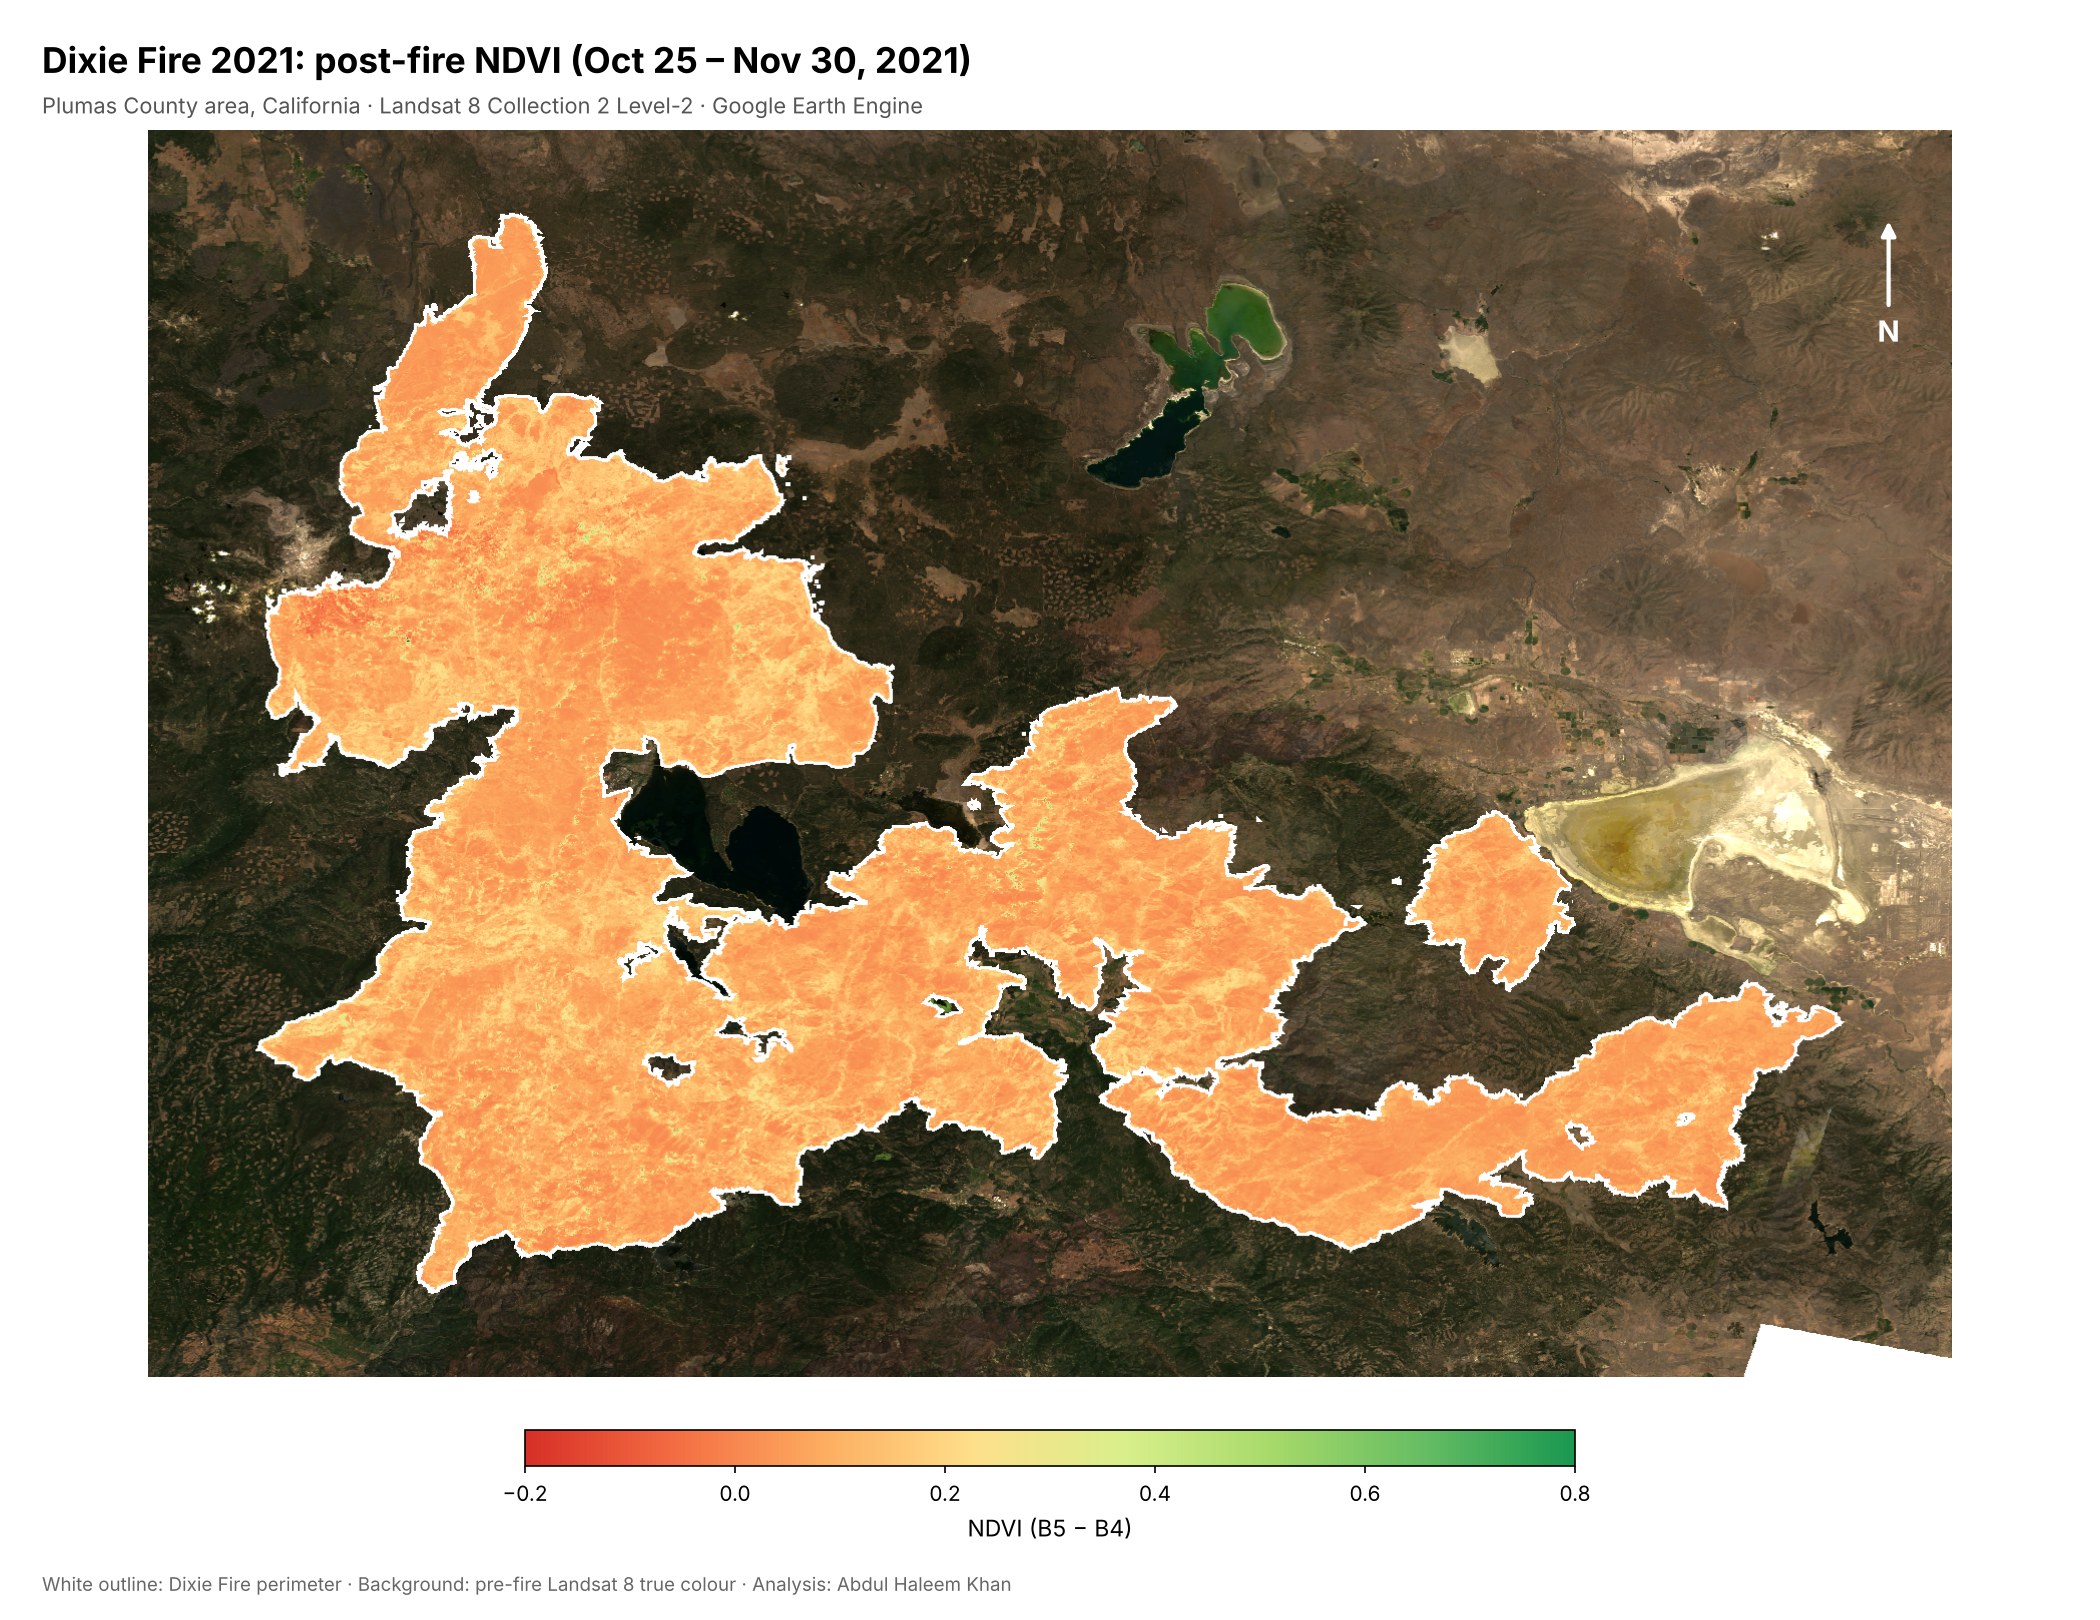 Dixie Fire 2021: post-fire NDVI (Oct 25 – Nov 30, 2021)
Plumas County area, California · Landsat 8 Collection 2 Level-2 · Google Earth Engine
N
−0.2 0.0 0.2 0.4 0.6 0.8
NDVI (B5 − B4)
White outline: Dixie Fire perimeter · Background: pre-fire Landsat 8 true colour · Analysis: Abdul Haleem Khan